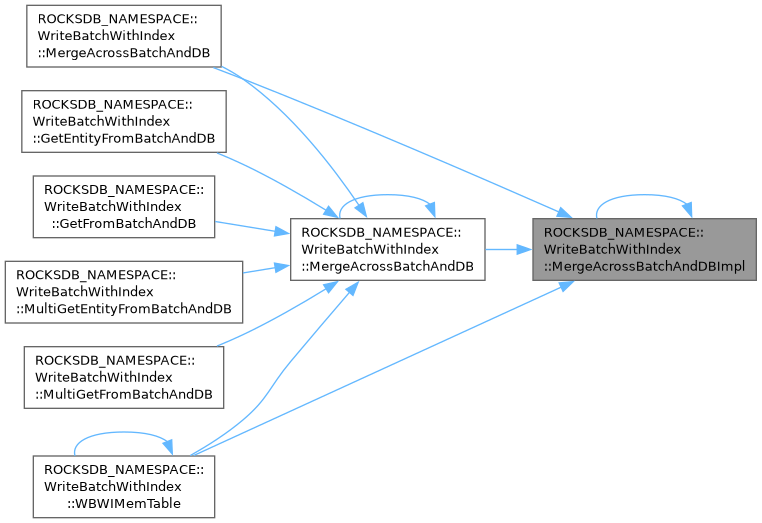 ROCKSDB_NAMESPACE::
WriteBatchWithIndex
::MergeAcrossBatchAndDB
ROCKSDB_NAMESPACE::
WriteBatchWithIndex
::GetEntityFromBatchAndDB
ROCKSDB_NAMESPACE::
WriteBatchWithIndex
::GetFromBatchAndDB
ROCKSDB_NAMESPACE::
WriteBatchWithIndex
::MultiGetEntityFromBatchAndDB
ROCKSDB_NAMESPACE::
WriteBatchWithIndex
::MultiGetFromBatchAndDB
ROCKSDB_NAMESPACE::
WriteBatchWithIndex
::WBWIMemTable
ROCKSDB_NAMESPACE::
WriteBatchWithIndex
::MergeAcrossBatchAndDB
ROCKSDB_NAMESPACE::
WriteBatchWithIndex
::MergeAcrossBatchAndDBImpl